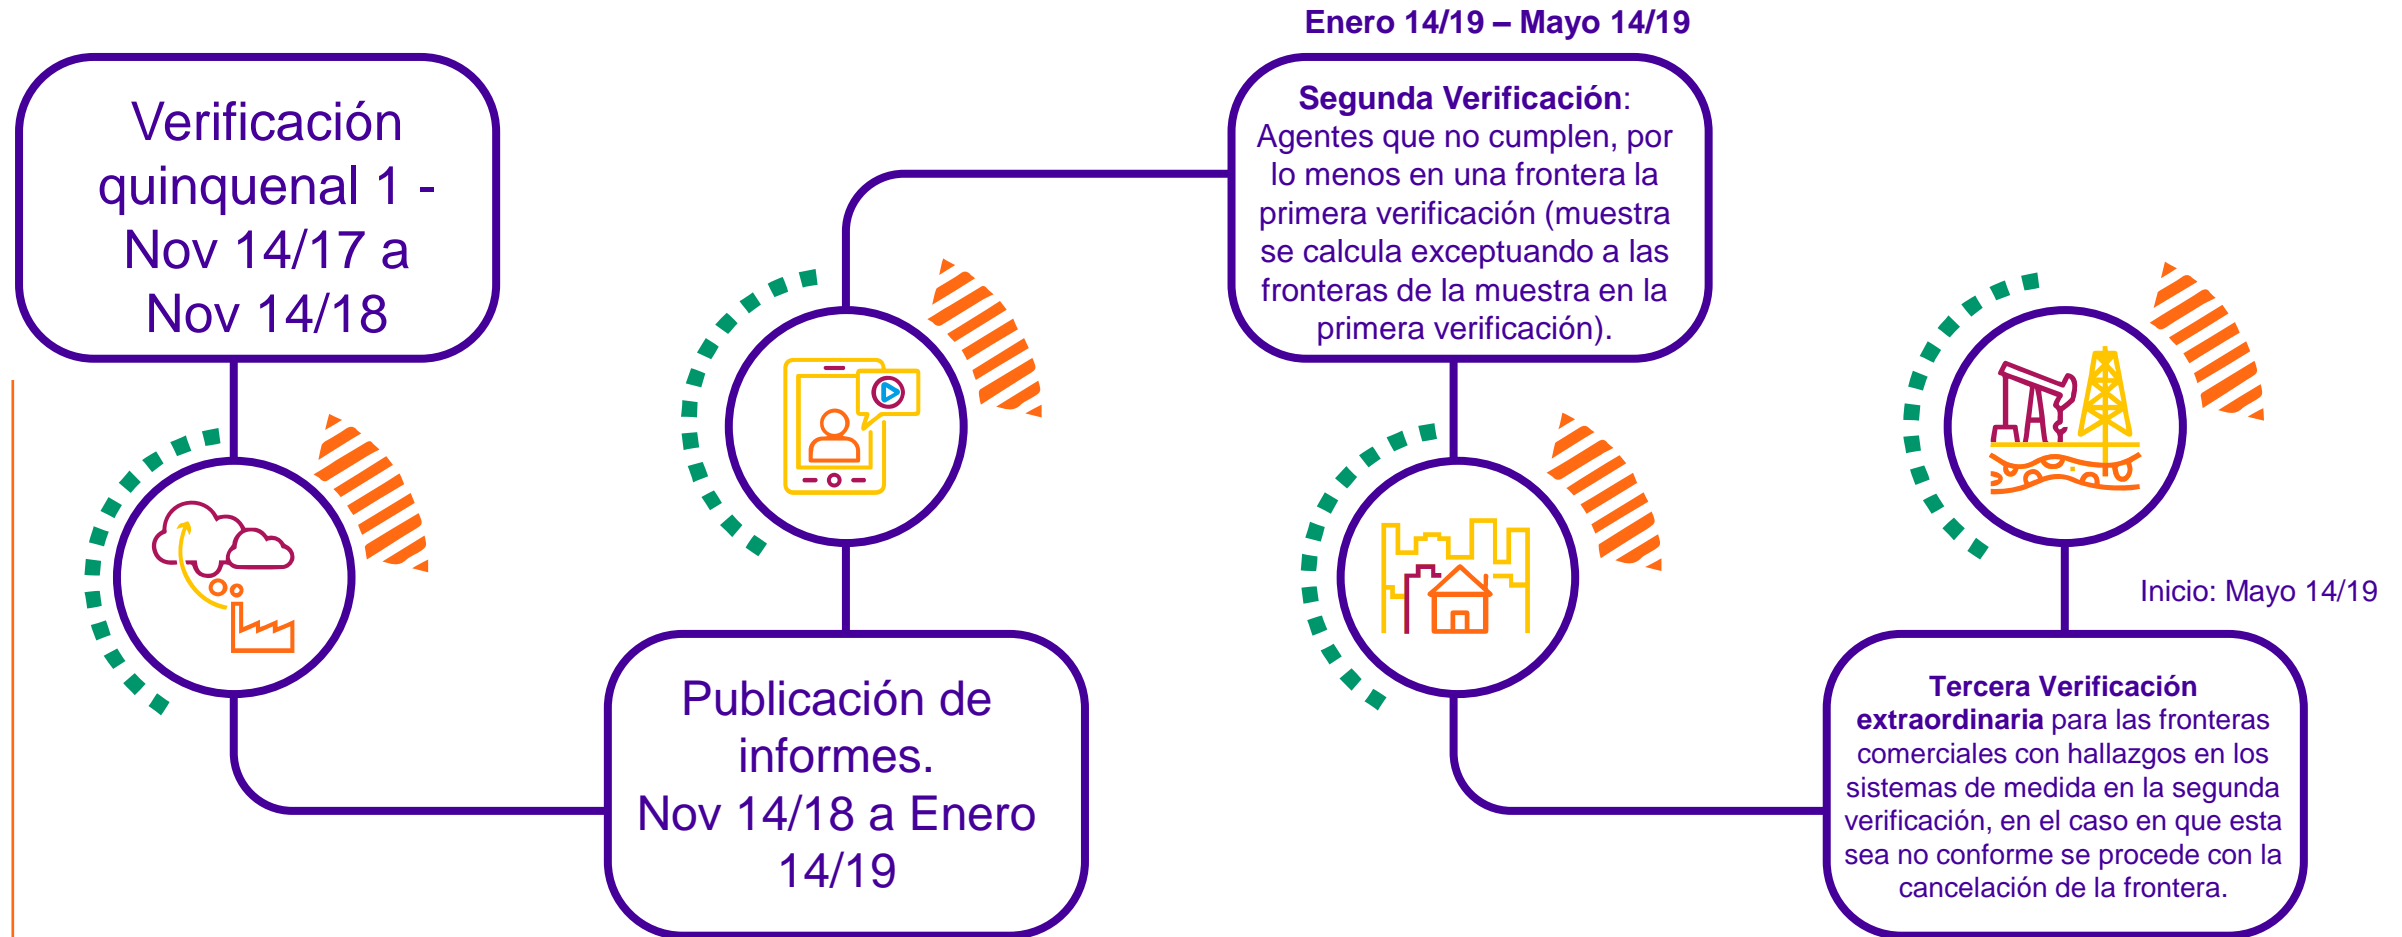 Verificación
quinquenal 1 -
Nov 14/17 a
Nov 14/18
Publicación de
informes.
Nov 14/18 a Enero
14/19
Enero 14/19 – Mayo 14/19
Segunda Verificación:
Agentes que no cumplen, por
lo menos en una frontera la
primera verificación (muestra
se calcula exceptuando a las
fronteras de la muestra en la
primera verificación).
Inicio: Mayo 14/19
Tercera Verificación
extraordinaria para las fronteras
comerciales con hallazgos en los
sistemas de medida en la segunda
verificación, en el caso en que esta
sea no conforme se procede con la
cancelación de la frontera.